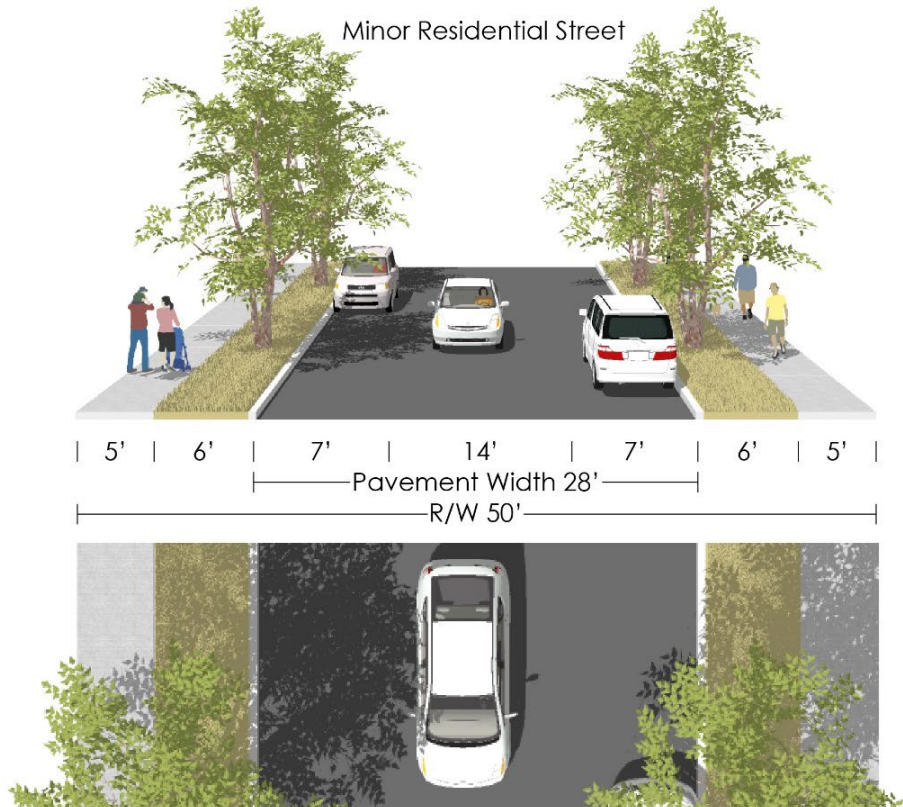 Minor Residential Street
5' 6' 7' 14' 7' 6' 5'
Pavement Width 28'
R/W 50'